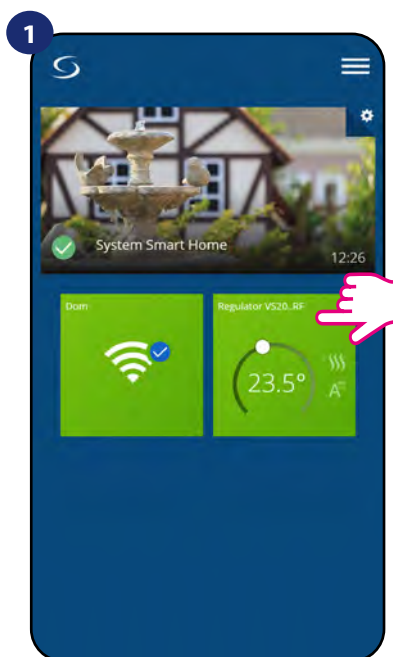 1
System Smart Home
12:26
Dom
Regulator VS20..RF
23.5°
A